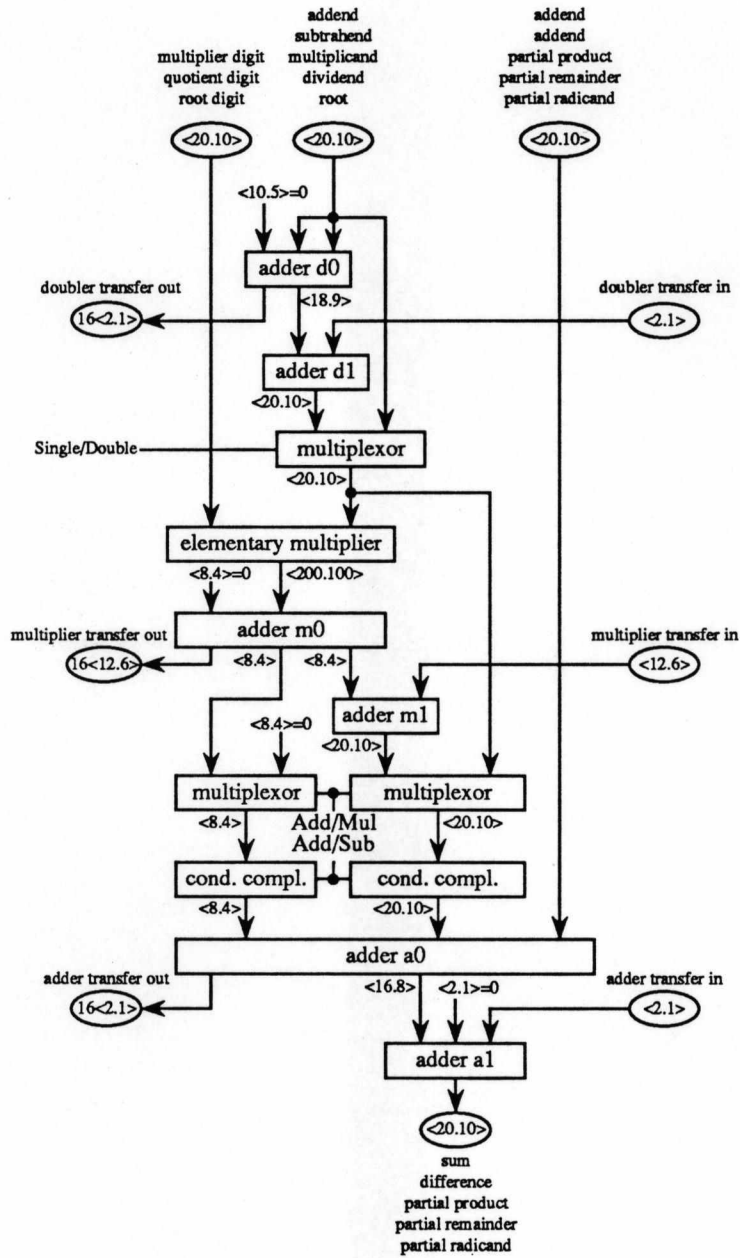 addend
subtrahend
multiplicand
dividend
root
addend
addend
partial product
partial remainder
partial radicand
multiplier digit
quotient digit
root digit
<20.10>
<20.10>
<20.10>
<10.5>=0
adder d0
doubler transfer out
<18.9>
doubler transfer in
16<2.1>
<2.1>
adder d1
<20.10>
Single/Double
multiplexor
<20.10>
elementary multiplier
<8.4>=0
<200.100>
multiplier transfer out
adder m0
multiplier transfer in
16<12.6>
<8.4>
<8.4>
<12.6>
<8.4>=0
adder m1
<20.10>
multiplexor
multiplexor
<8.4>
Add/Mul
<20.10>
Add/Sub
cond. compl.
cond. compl.
<8.4>
<20.10>
adder a0
adder transfer out
<16.8>
<2.1>=0
adder transfer in
16<2.1>
<2.1>
adder a1
<20.10>
sum
difference
partial product
partial remainder
partial radicand